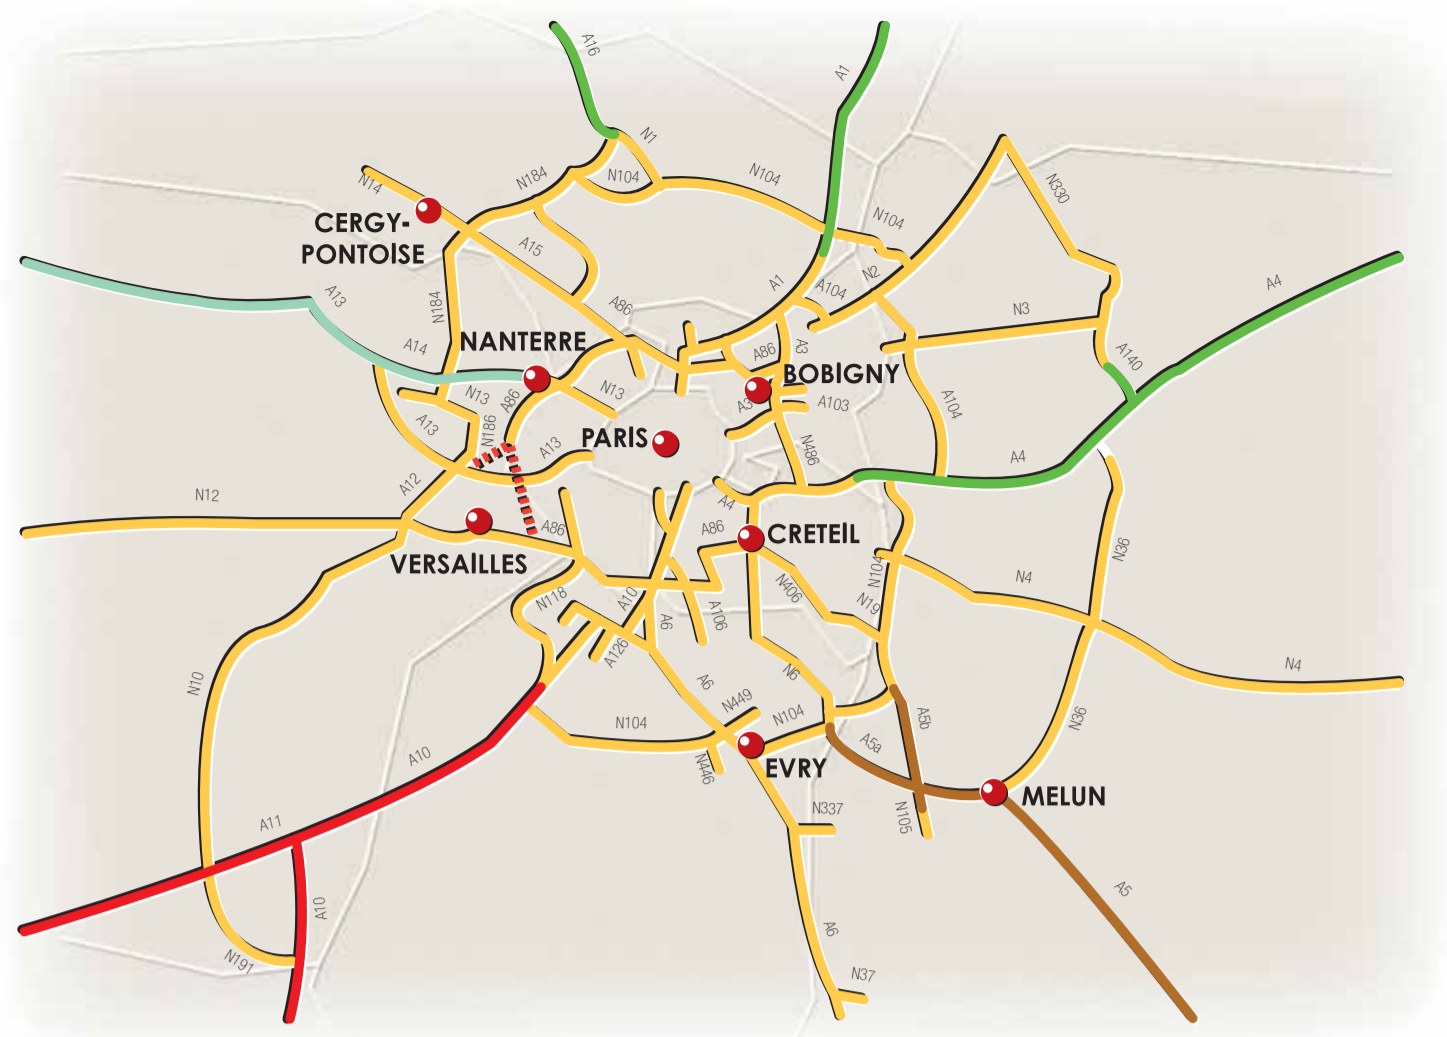 A16
A1
N1
N14
N184
N104
N104
N330
CERGY-
PONTOISE
A15
N104
N2
A4
A13
N184
A86
A1
A104
N3
NANTERRE
A14
A86
A3
A140
BOBIGNY
N13
A86
N13
A3
A103
A104
A13
N186
A13
PARIS
N486
A4
A12
N12
A4
A86
A86
CRETEIL
N36
VERSAILLES
N104
N4
N118
A10
N406
N19
A6
A106
A126
N4
N10
A6
N6
N449
N104
N104
A5b
N36
A10
A5a
N446
EVRY
MELUN
A11
N337
N105
A5
A10
A6
N191
N37